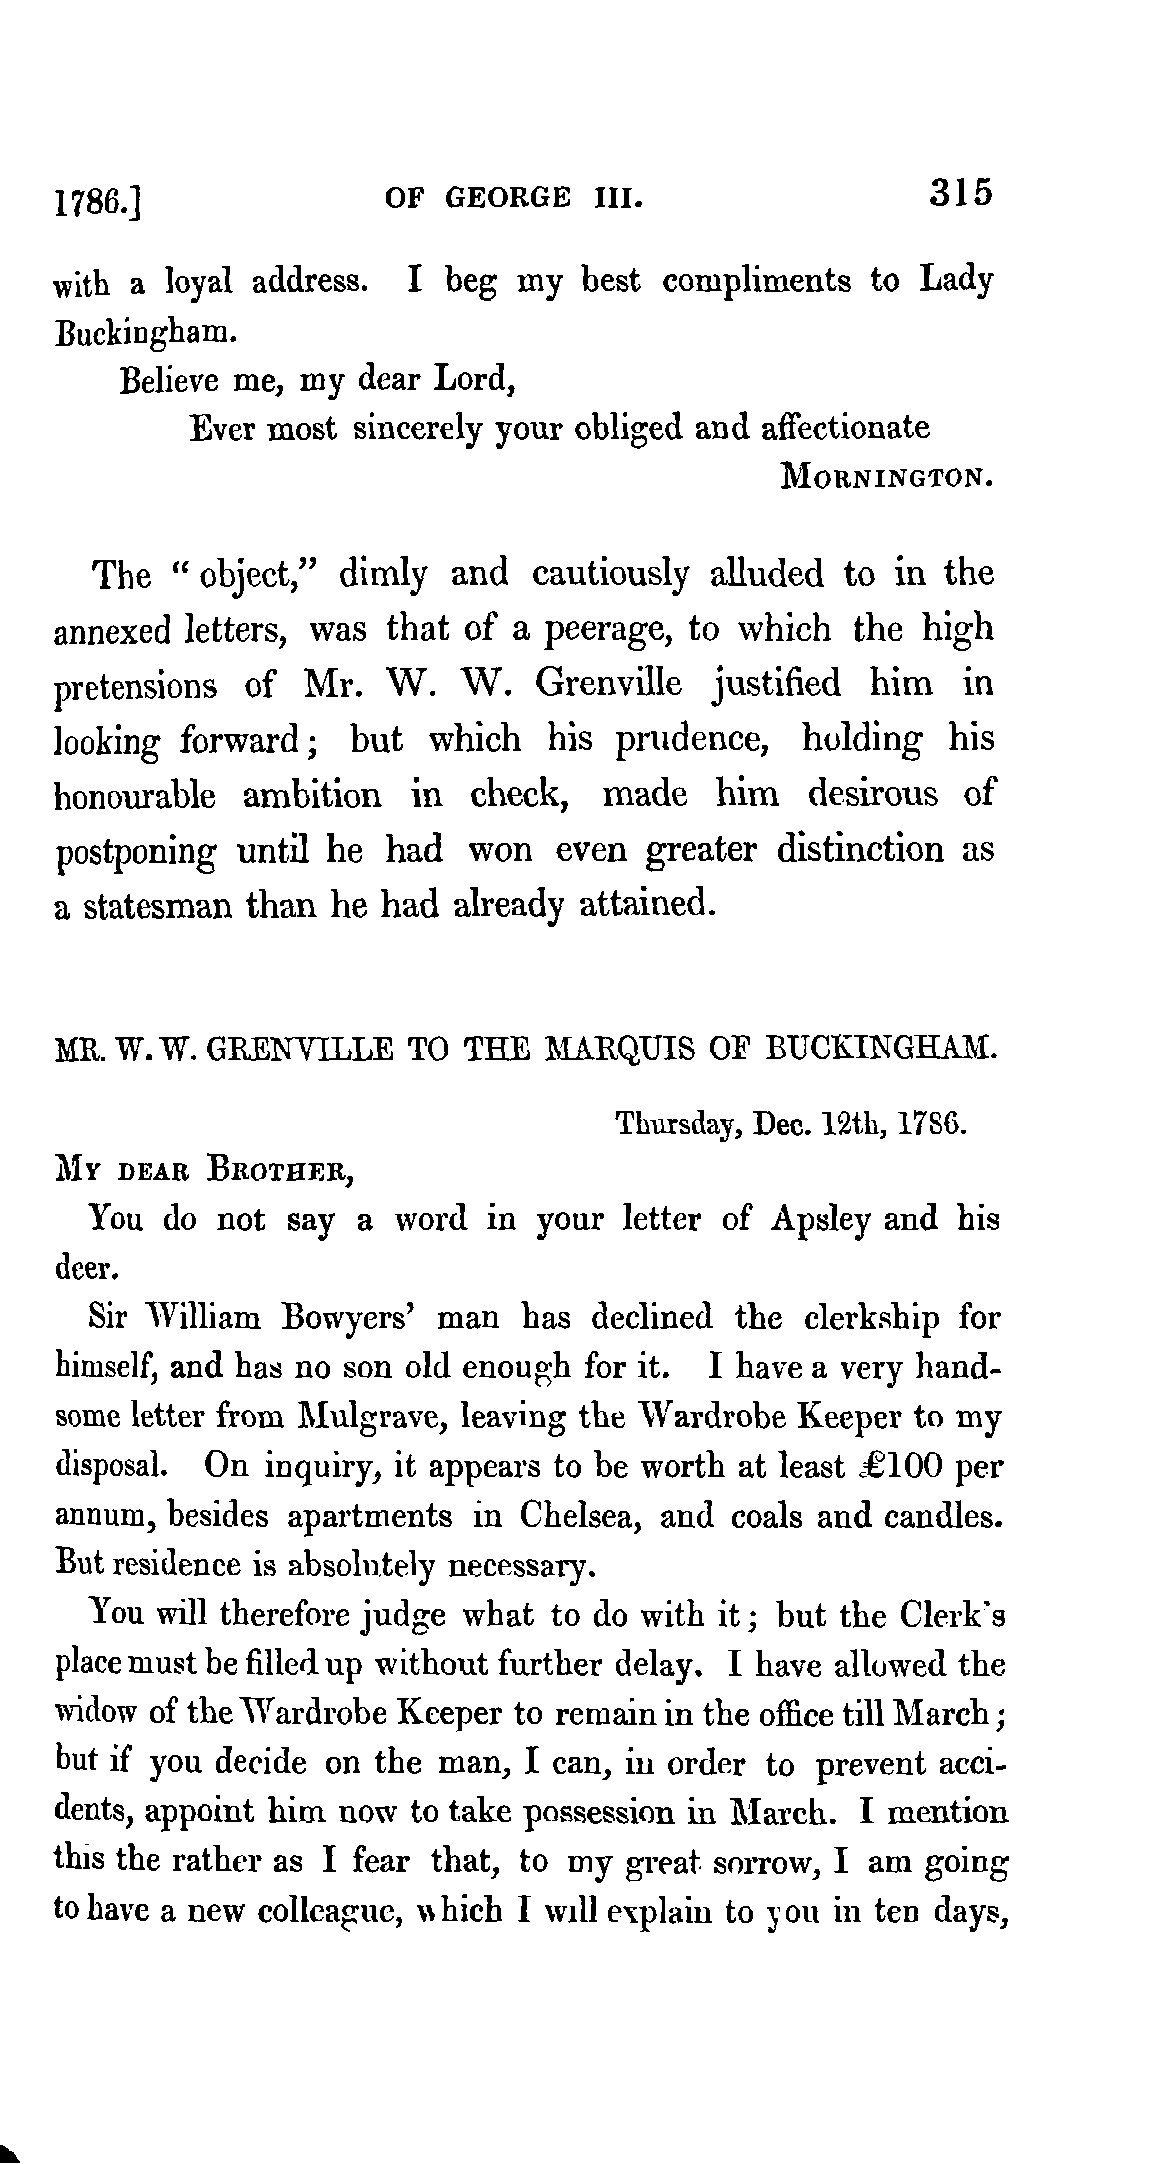 1786.] OF GEORGE III. 315
with a loyal address. I beg my best compliments to Lady
Buckingham.
Believe me, my dear Lord,
Ever most sincerely your obliged and affectionate
MORNINGTON.
The “ object,” dimly and cautiously alluded to in the
annexed letters, was that of a peerage, to which the high
pretensions of Mr. W. W. Grenville justified him in
looking forward; but which his prudence, holding his
honourable ambition in check, made him desirous of
postponing until he had won even greater distinction as
a statesman than he had already attained.
MR. W. W. GRENVILLE TO THE MARQUIS OF BUCKINGHAM.
Thursday, Dec. 12th, 1786.
MY DEAR BROTHER,
You do not say a word in your letter of Apsley and his
deer.
Sir William Bowyers’ man has declined the clerkship for
himself, and has no son old enough for it. I have a very hand-
some letter from Mulgrave, leaving the Wardrobe Keeper to my
disposal. On inquiry, it appears to be worth at least £100 per
annum, besides apartments in Chelsea, and coals and candles.
But residence is absolutely necessary.
You will therefore judge what to do with it; but the Clerk's
place must be filled up without further delay. I have allowed the
widow of the Wardrobe Keeper to remain in the office till March;
but if you decide on the man, I can, in order to prevent acci-
dents, appoint him now to take possession in March. I mention
this the rather as I fear that, to my great sorrow, I am going
to have a new colleague, which I will explain to you in ten days,